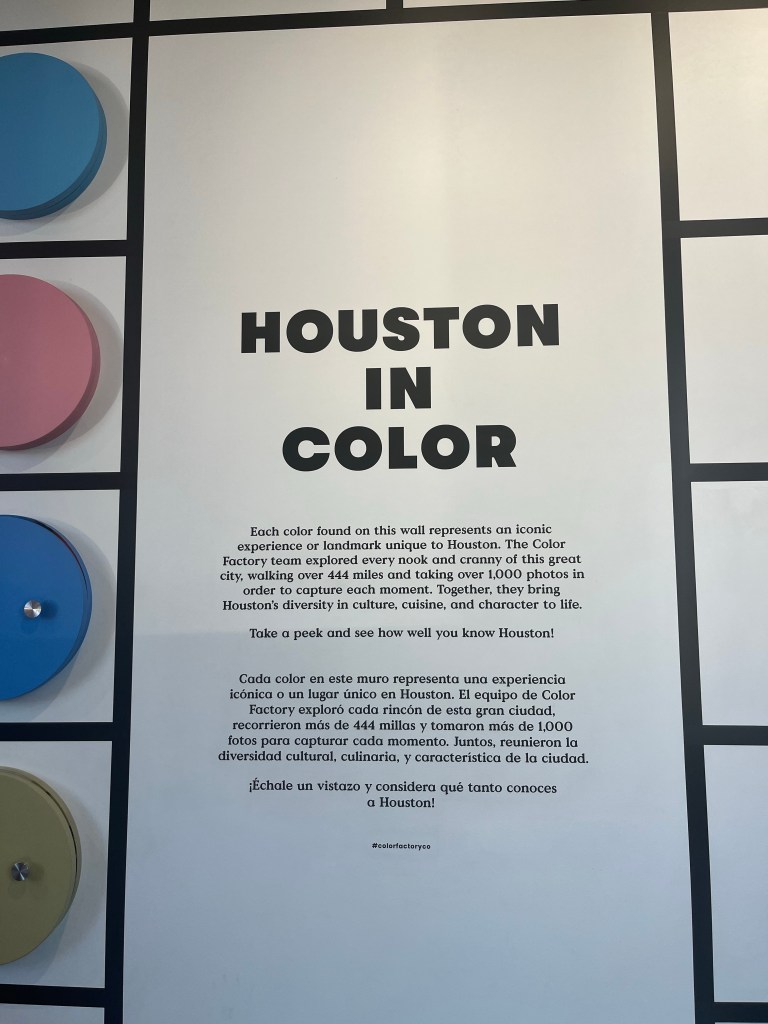 HOUSTON
IN
COLOR
Each color found on this wall represents an iconic
experience or landmark unique to Houston. The Color
Factory team explored every nook and cranny of this great
city, walking over 444 miles and taking over 1,000 photos in
order to capture each moment. Together, they bring
Houston's diversity in culture, cuisine, and character to life.
Take a peek and see how well you know Houston!
Cada color en este muro representa una experiencia
icónica o un lugar único en Houston. El equipo de Color
Factory exploró cada rincón de esta gran ciudad,
recorrieron más de 444 millas y tomaron más de 1,000
fotos para capturar cada momento. Juntos, reunieron la
diversidad cultural, culinaria, y característica de la ciudad.
¡Échale un vistazo y considera qué tanto conoces
a Houston!
#colorfactoryco